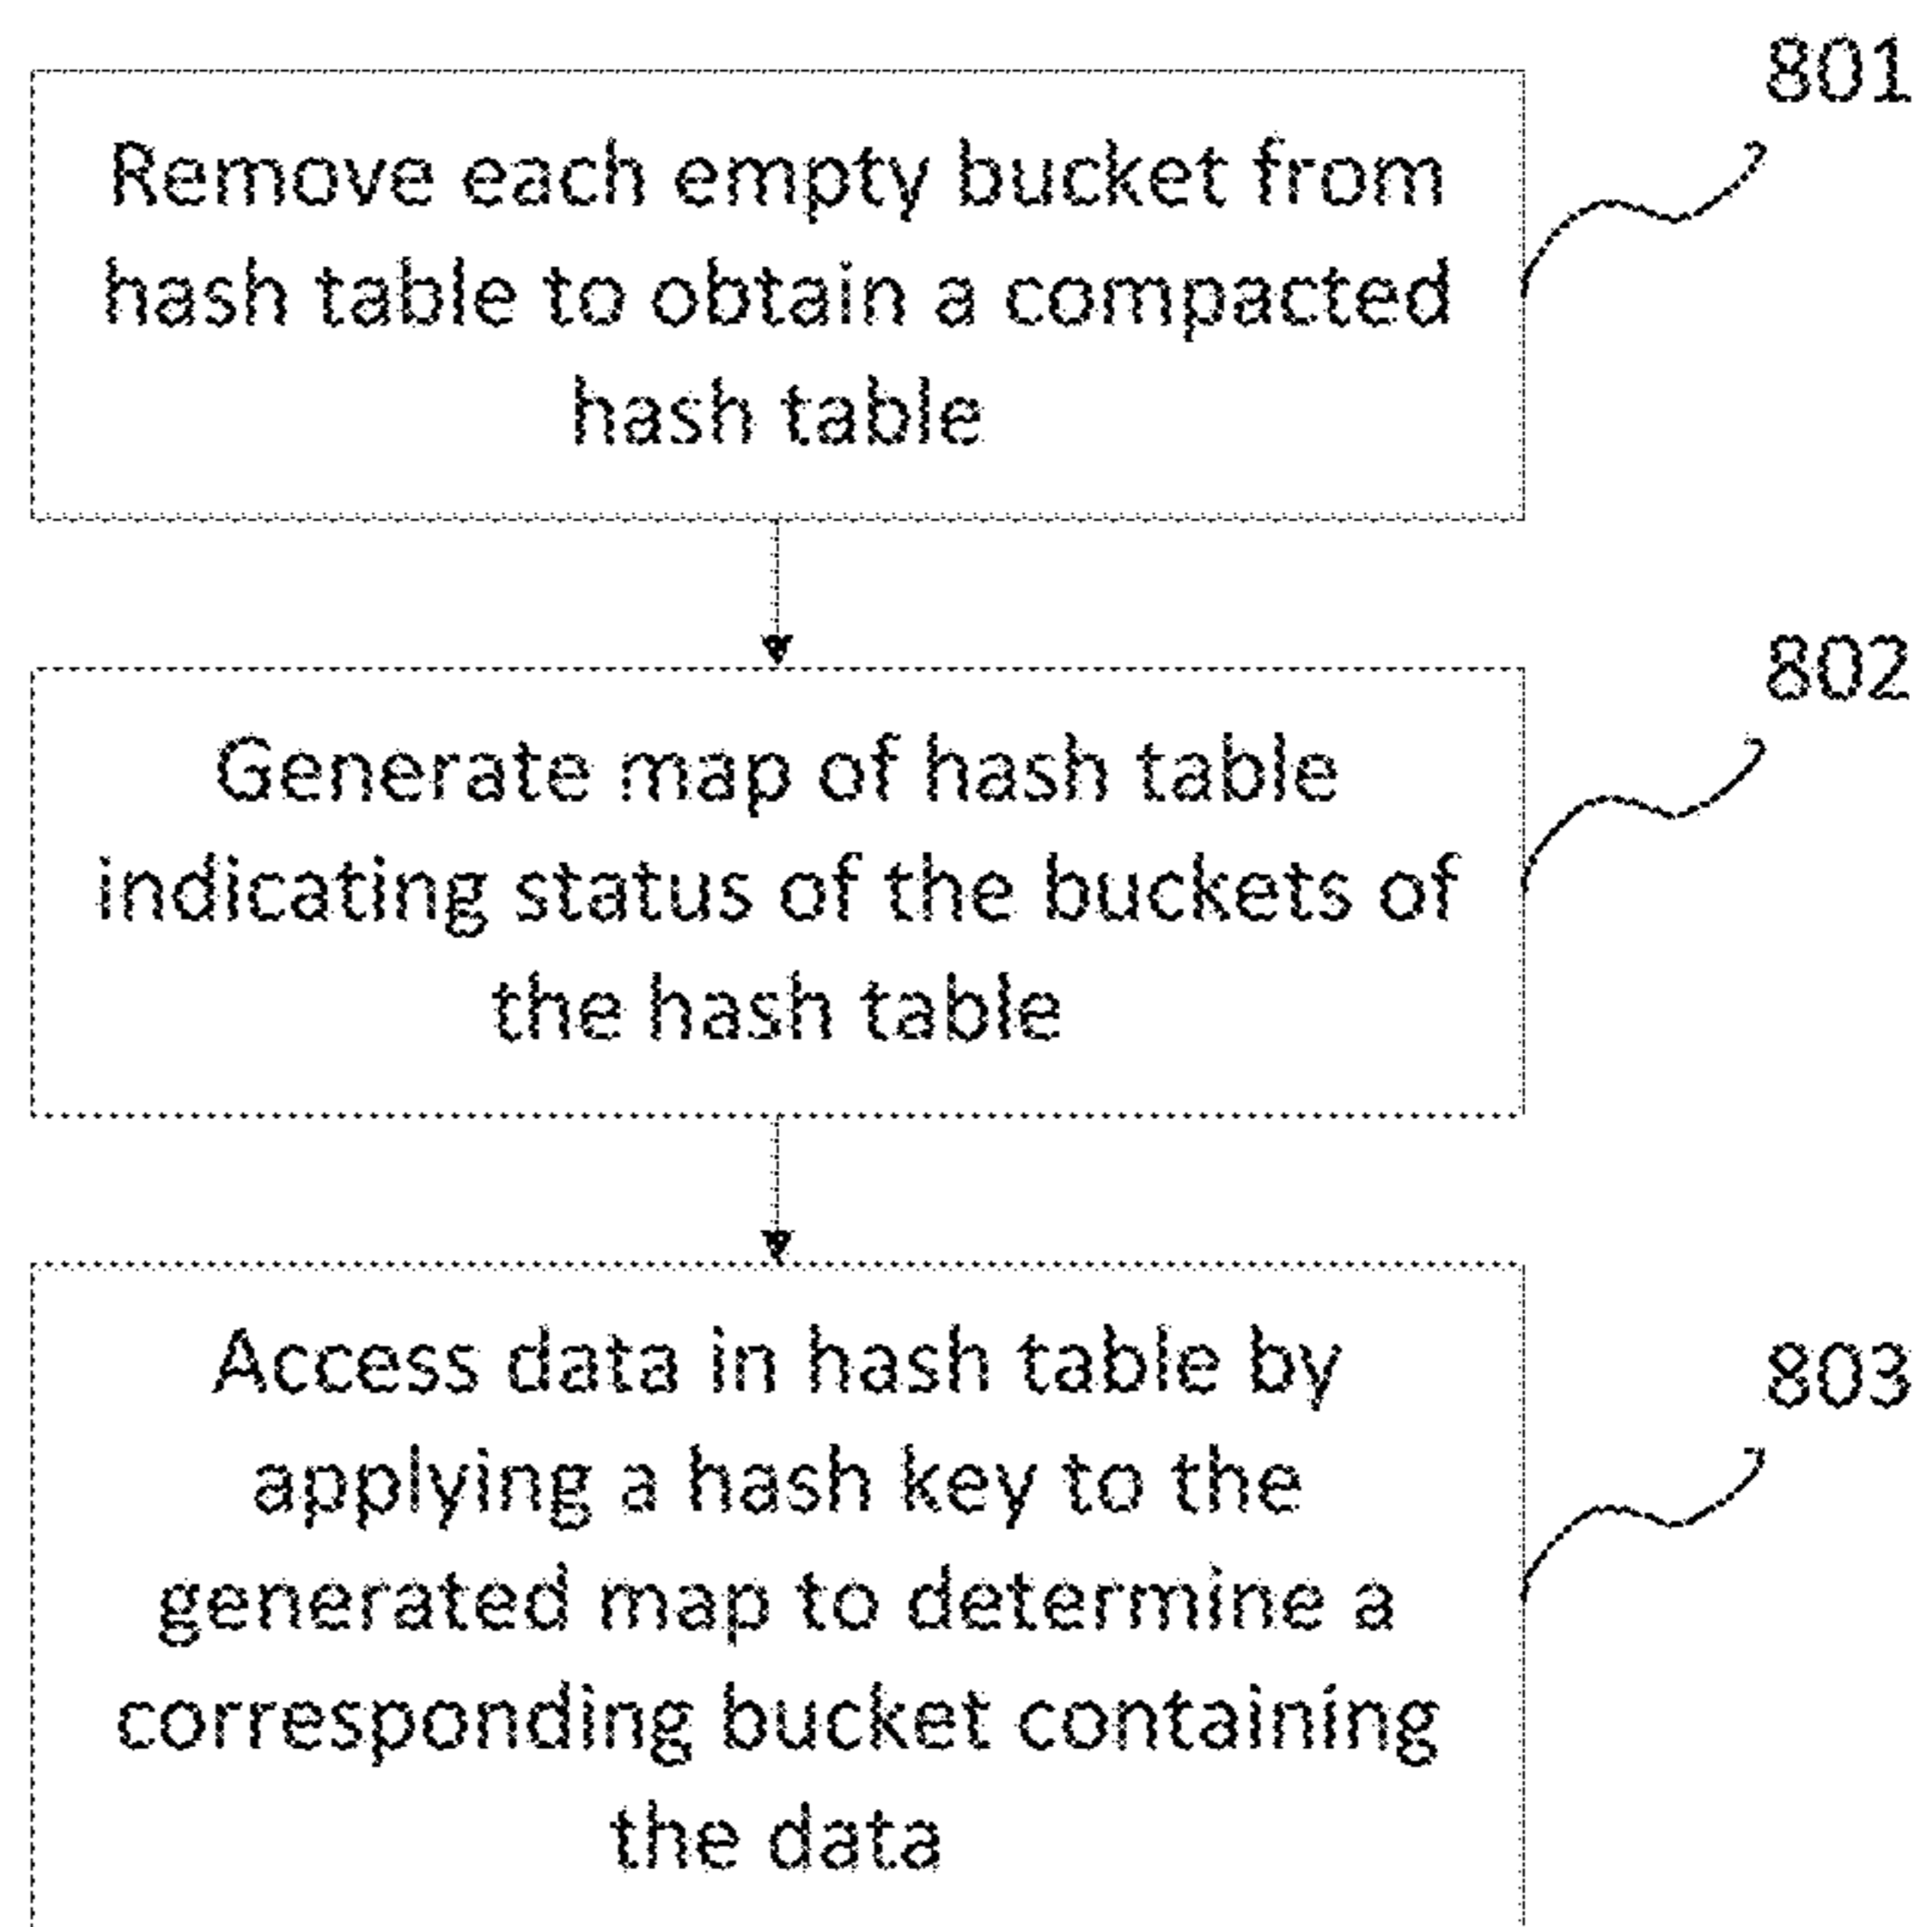 801
Remove each empty bucket from
hash table to obtain a compacted
hash table
802
Generate map of hash table
indicating status of the buckets of
the hash table
803
Access data in hash table by
applying a hash key to the
generated map to determine a
corresponding bucket containing
the data